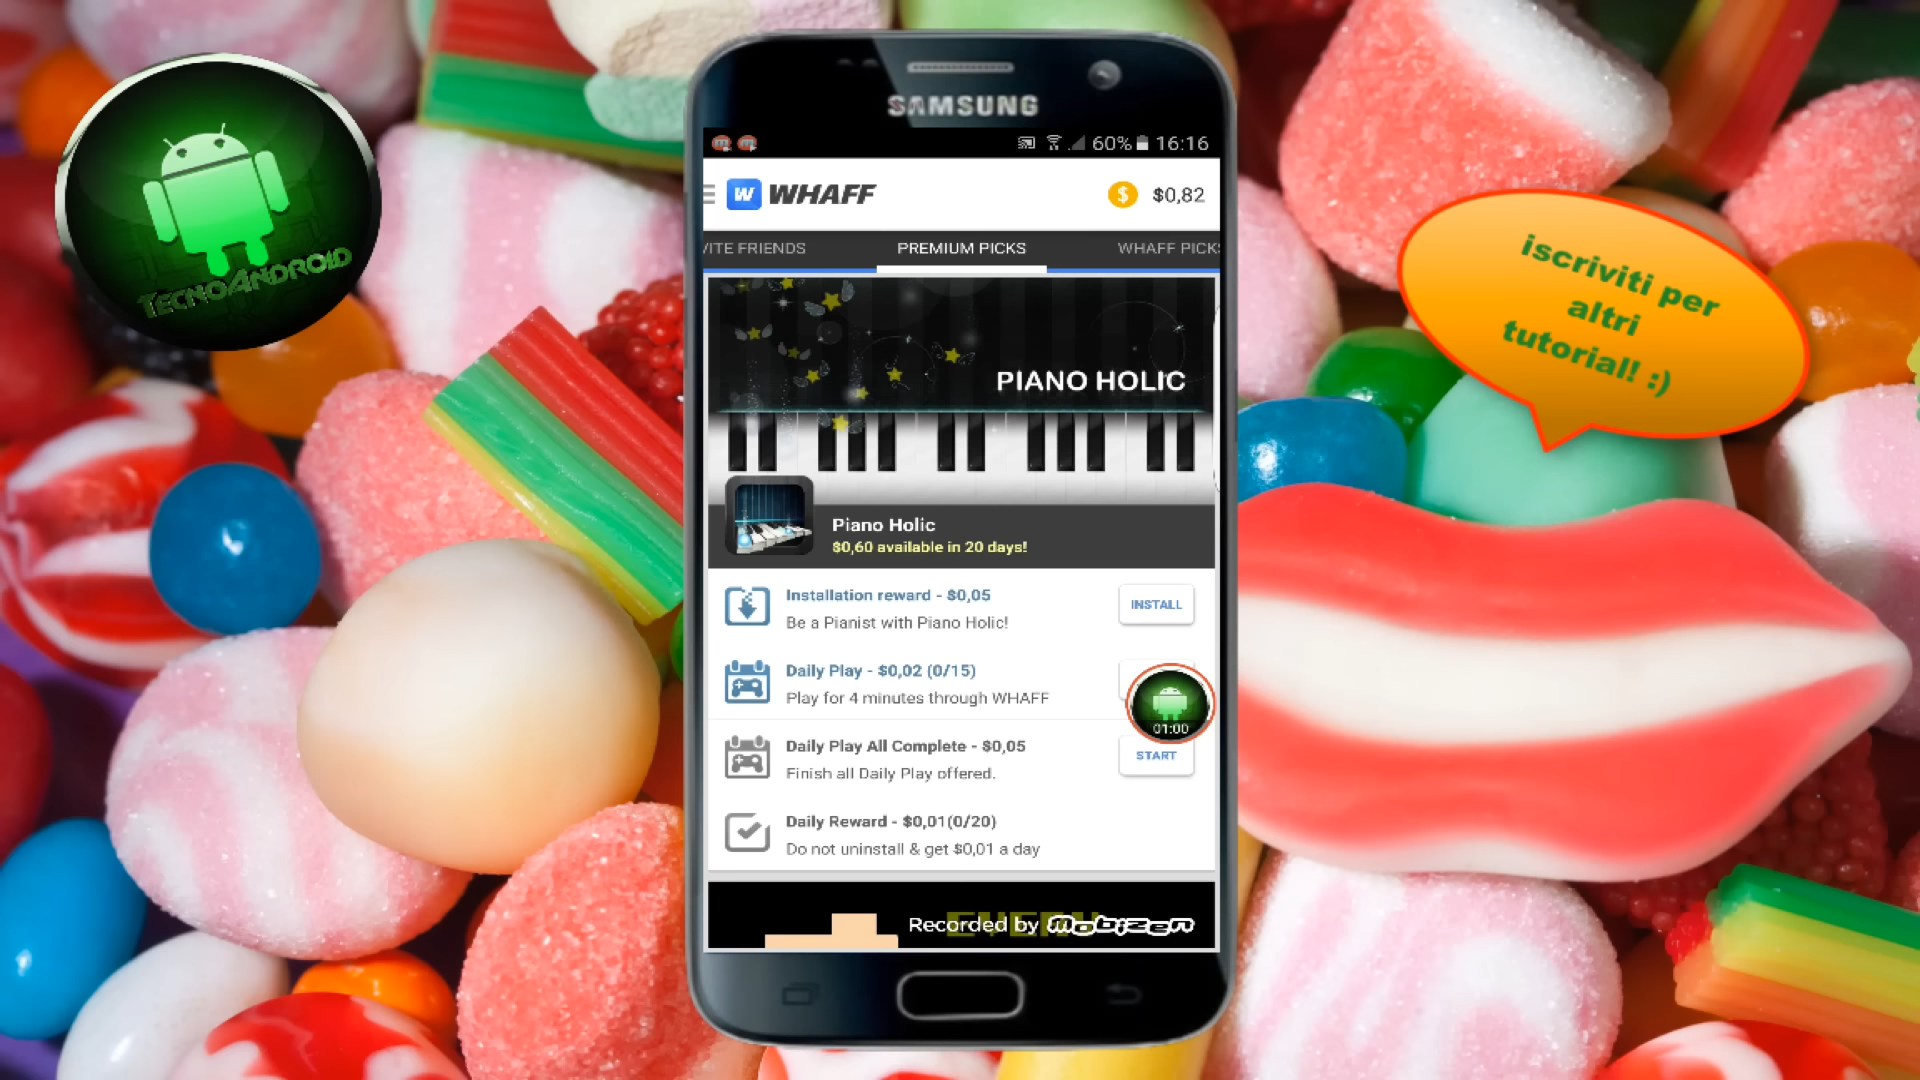 TECNOANDROID
SAMSUNG
60% 16:16
W WHAFF
$ $0,82
VITE FRIENDS
PREMIUM PICKS
WHAFF PICKS
PIANO HOLIC
Piano Holic
$0,60 available in 20 days!
Installation reward - $0,05
Be a Pianist with Piano Holic!
INSTALL
Daily Play - $0,02 (0/15)
Play for 4 minutes through WHAFF
01:00
Daily Play All Complete - $0,05
Finish all Daily Play offered.
START
Daily Reward - $0,01(0/20)
Do not uninstall & get $0,01 a day
EVERY
Recorded by mobizen
iscriviti per
altri
tutorial! :)